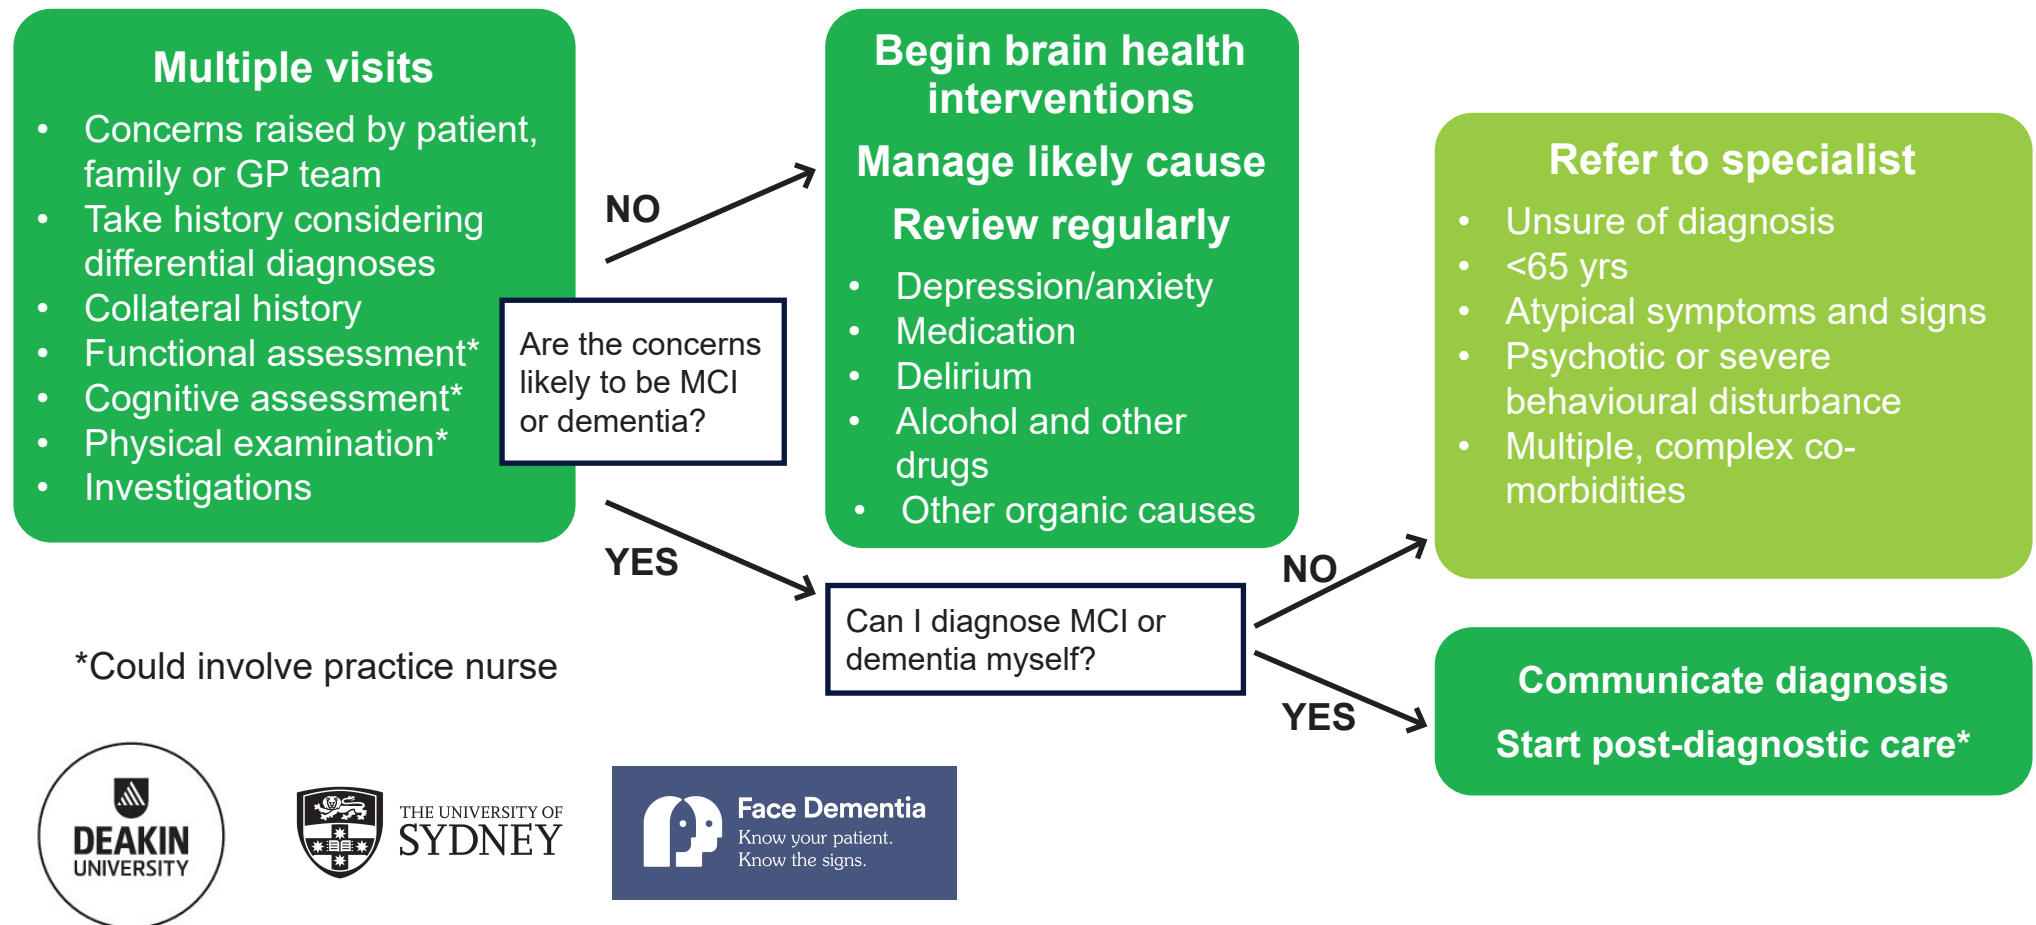 Multiple visits
• Concerns raised by patient,
family or GP team
• Take history considering
differential diagnoses
• Collateral history
• Functional assessment*
• Cognitive assessment*
• Physical examination*
• Investigations
Are the concerns
likely to be MCI
or dementia?
NO
YES
Begin brain health
interventions
Manage likely cause
Review regularly
• Depression/anxiety
• Medication
• Delirium
• Alcohol and other
drugs
• Other organic causes
Can I diagnose MCI or
dementia myself?
NO
YES
Refer to specialist
• Unsure of diagnosis
• <65 yrs
• Atypical symptoms and signs
• Psychotic or severe
behavioural disturbance
• Multiple, complex co-
morbidities
Communicate diagnosis
Start post-diagnostic care*
*Could involve practice nurse
DEAKIN
UNIVERSITY
THE UNIVERSITY OF
SYDNEY
Face Dementia
Know your patient.
Know the signs.